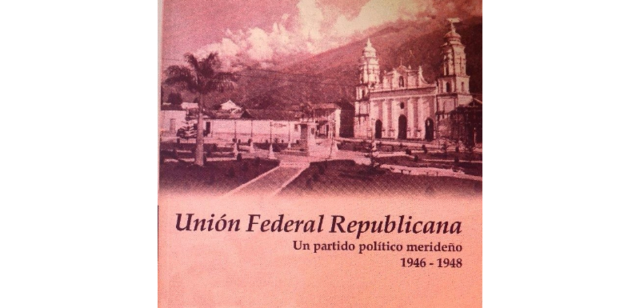 Unión Federal Republicana
Un partido político merideño
1946 - 1948